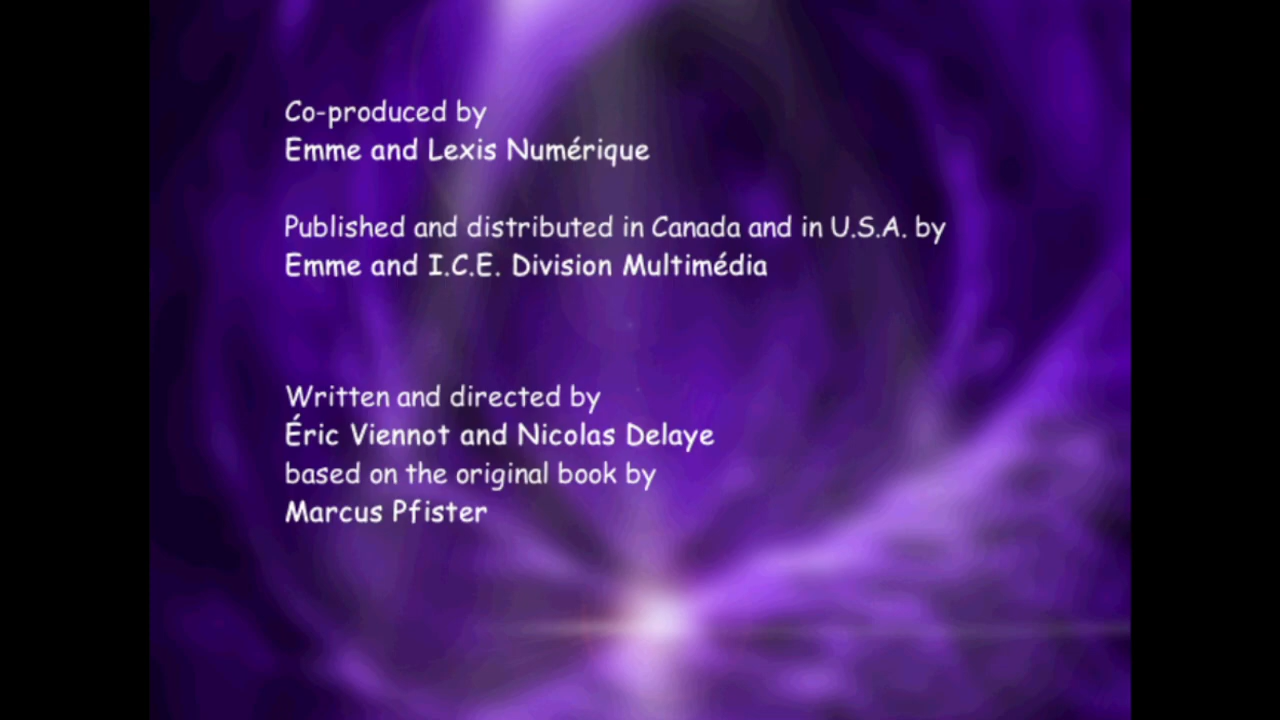 Co-produced by
Emme and Lexis Numérique
Published and distributed in Canada and in U.S.A. by
Emme and I.C.E. Division Multimédia
Written and directed by
Éric Viennot and Nicolas Delaye
based on the original book by
Marcus Pfister